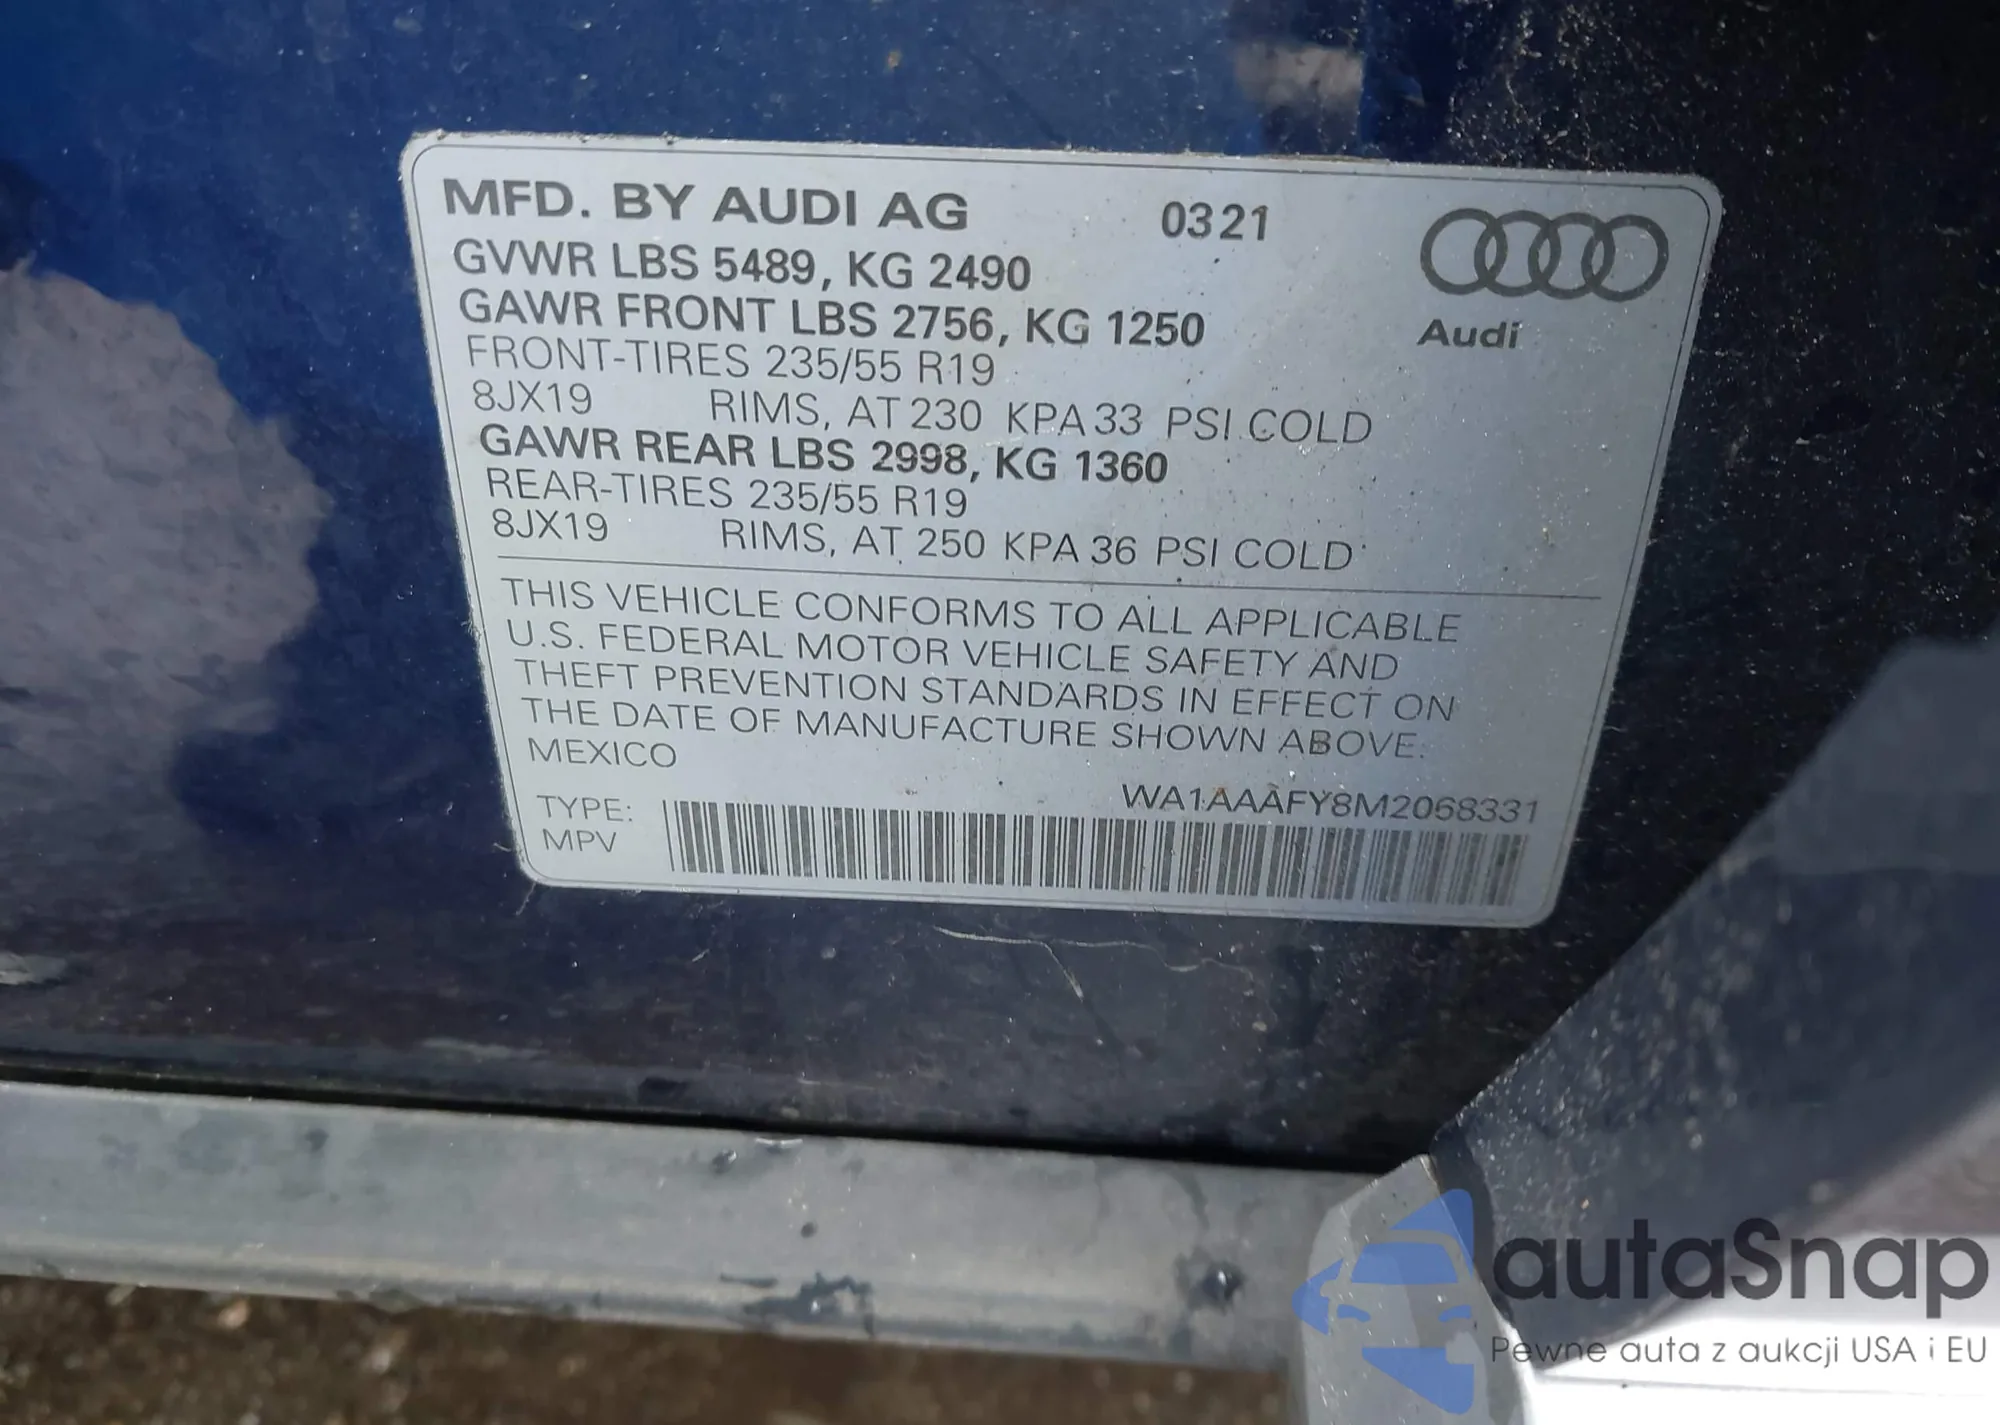 MFD. BY AUDI AG 0321
GVWR LBS 5489, KG 2490
GAWR FRONT LBS 2756, KG 1250
Audi
FRONT-TIRES 235/55 R19
8JX19 RIMS, AT 230 KPA 33 PSI COLD
GAWR REAR LBS 2998, KG 1360
REAR-TIRES 235/55 R19
8JX19 RIMS, AT 250 KPA 36 PSI COLD
THIS VEHICLE CONFORMS TO ALL APPLICABLE
U.S. FEDERAL MOTOR VEHICLE SAFETY AND
THEFT PREVENTION STANDARDS IN EFFECT ON
THE DATE OF MANUFACTURE SHOWN ABOVE.
MEXICO
WA1AAAFY8M2068331
TYPE:
MPV
autaSnap
Pewne auta z aukcji USA i EU